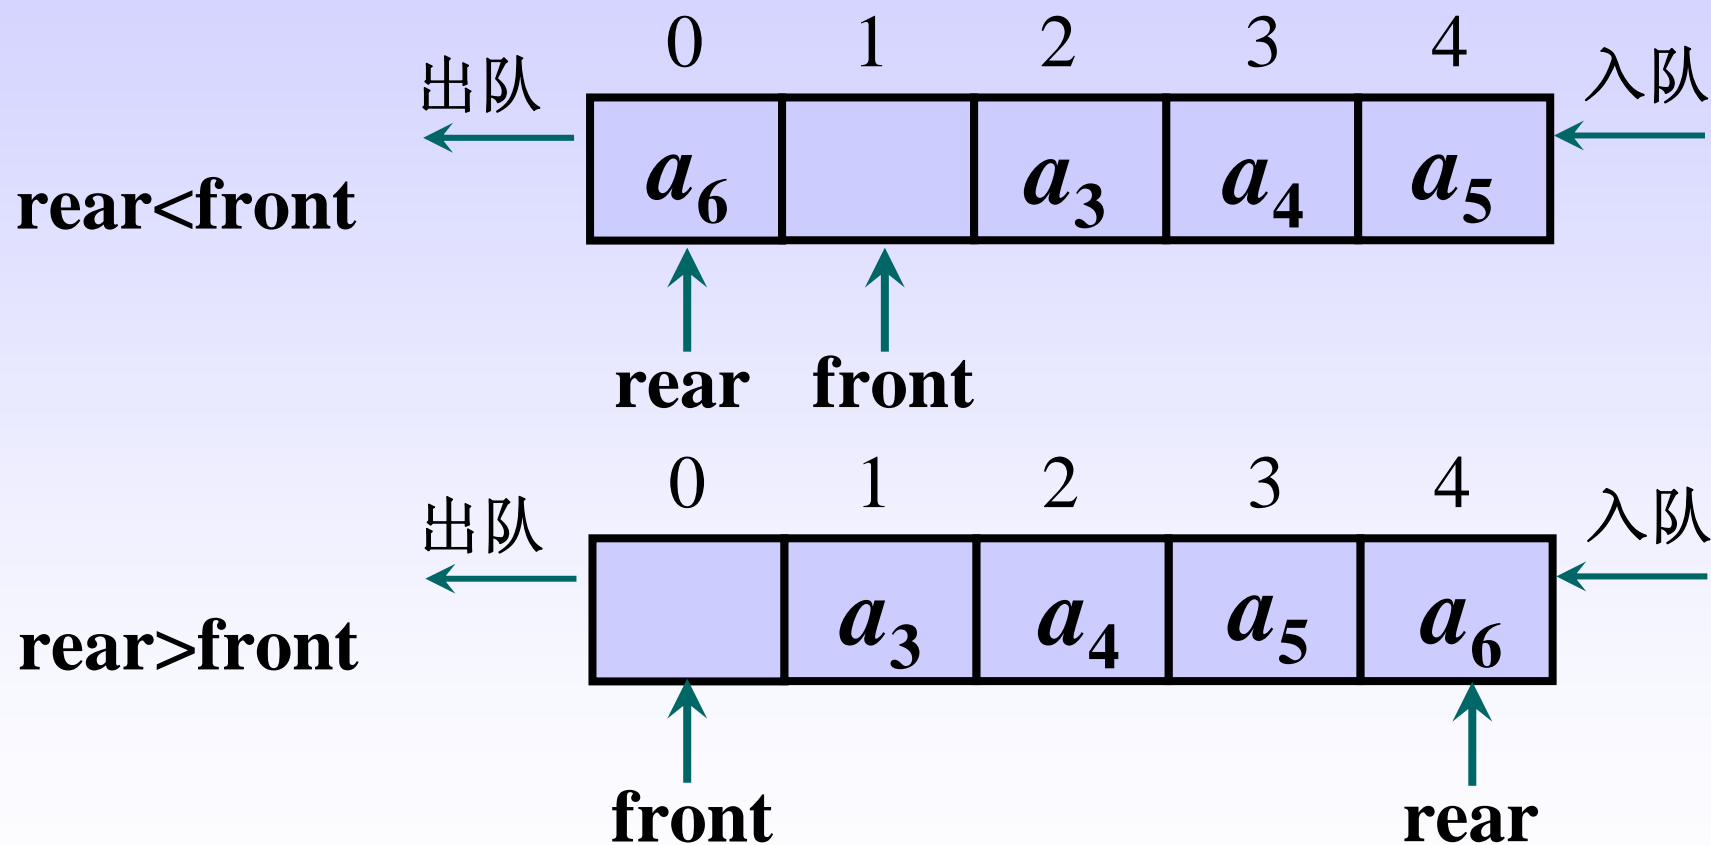 0 1 2 3 4
出队 入队
rear<front a6 a3 a4 a5
rear front
0 1 2 3 4
出队 入队
rear>front a3 a4 a5 a6
front rear